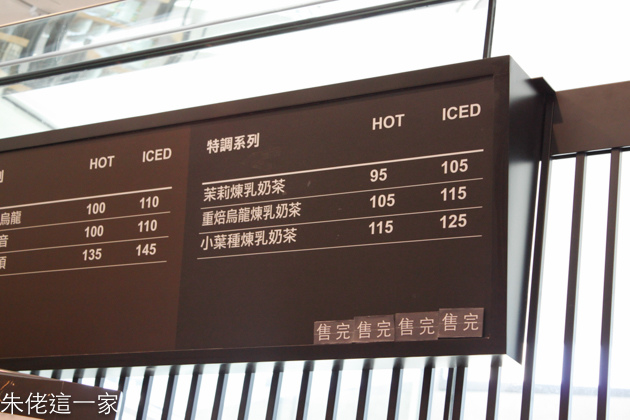 HOT ICED
烏龍 100 110
音 100 110
135 145
特調系列 HOT ICED
茉莉煉乳奶茶 95 105
重焙烏龍煉乳奶茶 105 115
小葉種煉乳奶茶 115 125
售完 售完 售完 售完
朱佬這一家